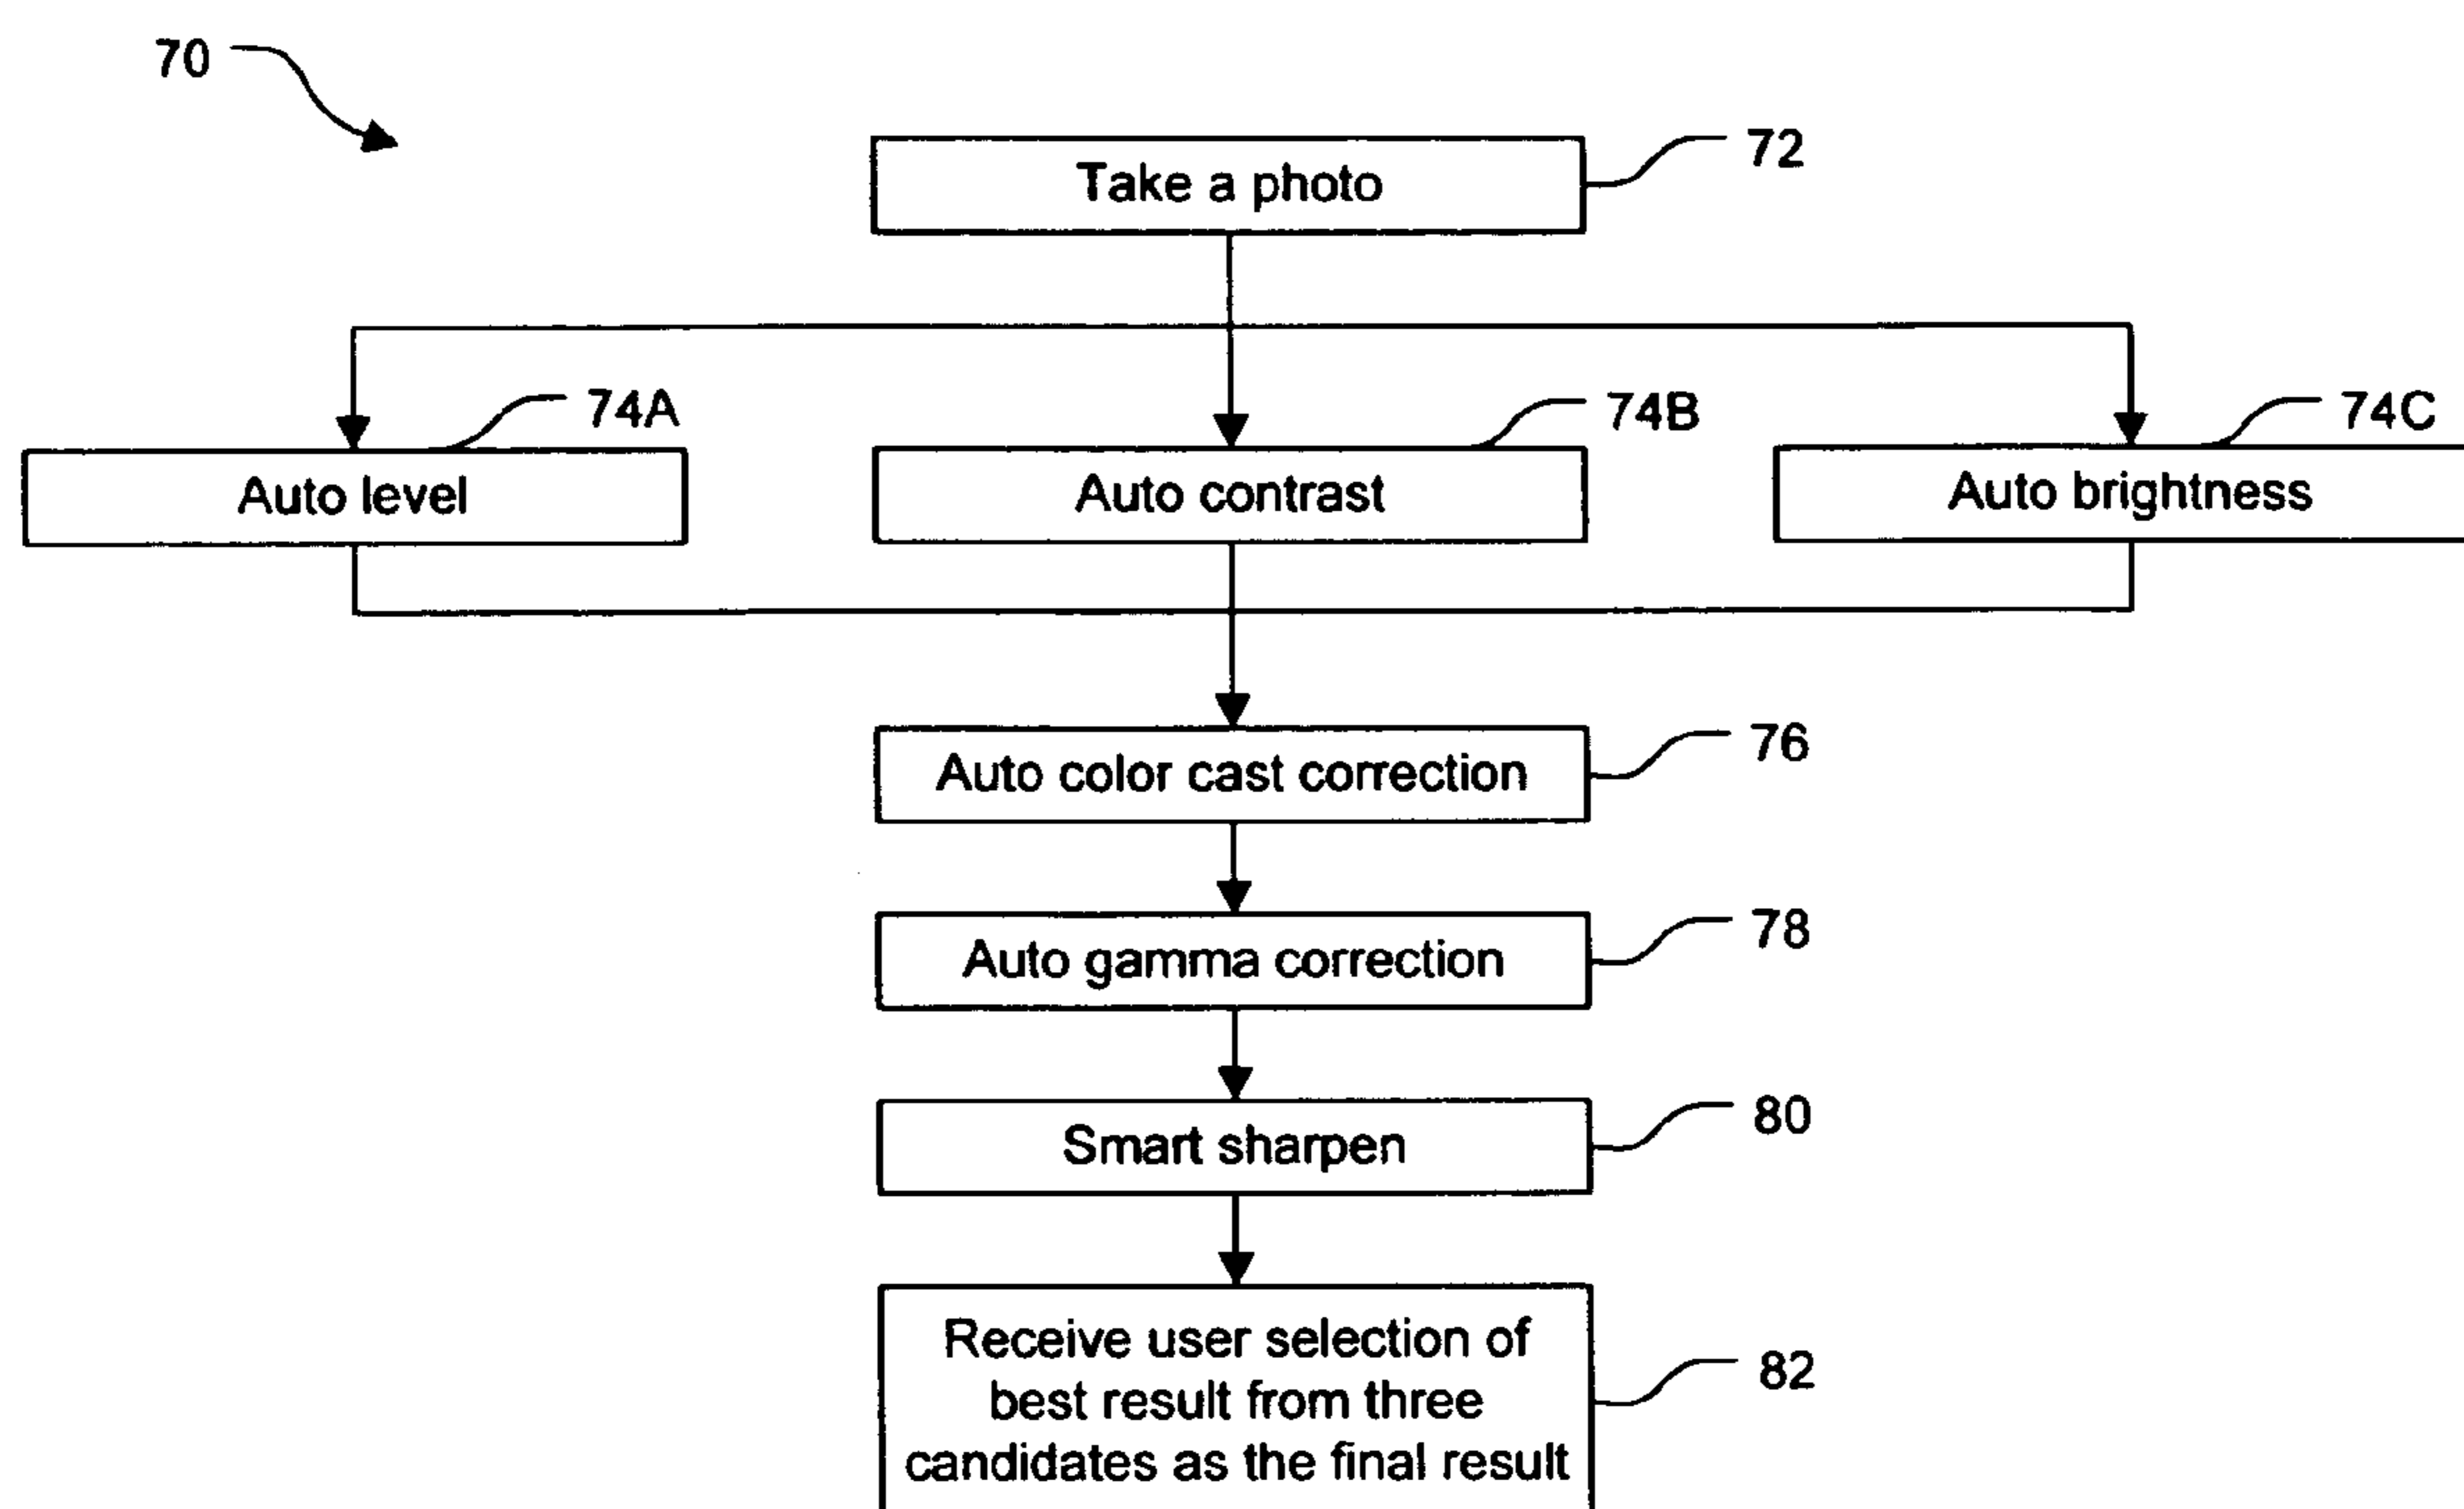 70
Take a photo
72
74A
74B
74C
Auto level
Auto contrast
Auto brightness
Auto color cast correction
76
Auto gamma correction
78
Smart sharpen
80
Receive user selection of
best result from three
candidates as the final result
82